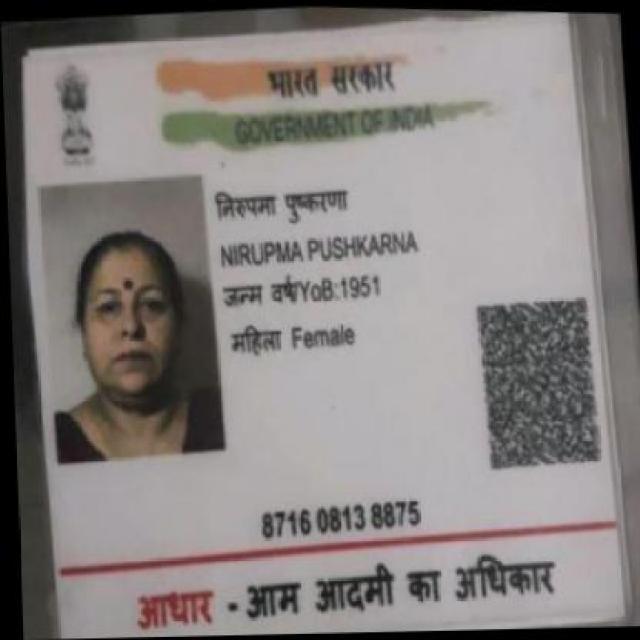 भारत सरकार
GOVERNMENT OF INDIA
निरुपमा पुष्करणा
NIRUPMA PUSHKARNA
जन्म वर्ष/YoB:1951
महिला Female
8716 0813 8875
आधार - आम आदमी का अधिकार